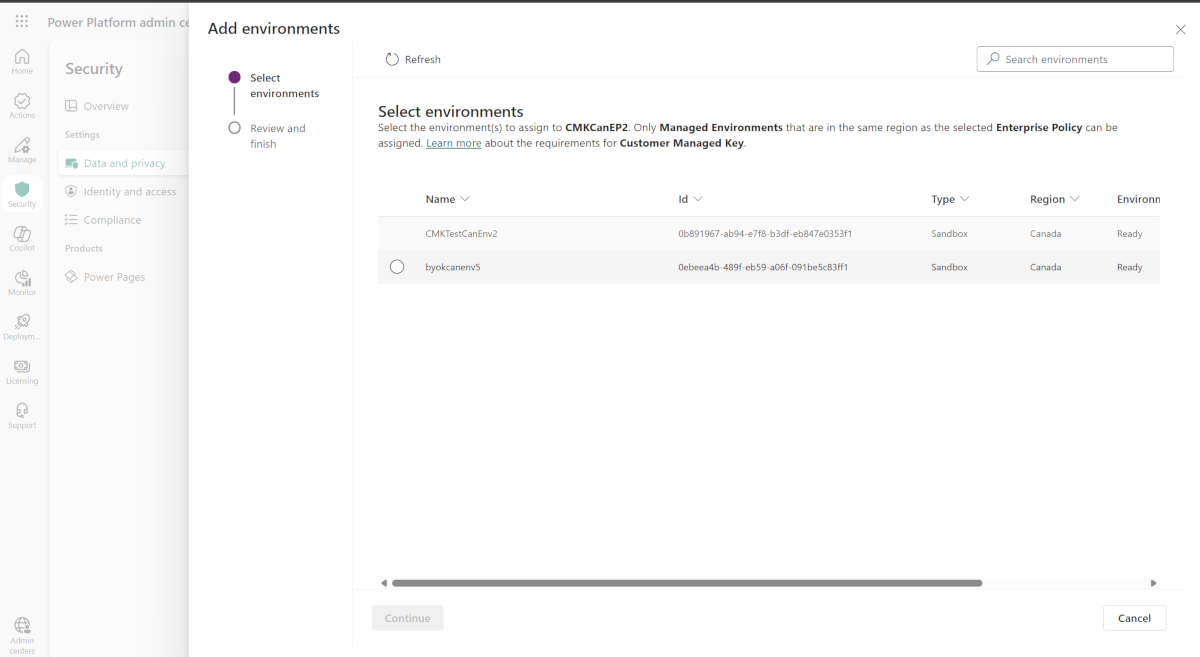 Power Platform admin ce
Home
Actions
Manage
Security
Copilot
Monitor
Deploym...
Licensing
Support
Admin
centers
Security
Overview
Settings
Data and privacy
Identity and access
Compliance
Products
Power Pages
Add environments
Select
environments
Review and
finish
Refresh
Search environments
Select environments
Select the environment(s) to assign to CMKCanEP2. Only Managed Environments that are in the same region as the selected Enterprise Policy can be
assigned. Learn more about the requirements for Customer Managed Key.
Name Id Type Region Environn
CMKTestCanEnv2 0b891967-ab94-e7f8-b3df-eb847e0353f1 Sandbox Canada Ready
byokcanenv5 0ebeea4b-489f-eb59-a06f-091be5c83ff1 Sandbox Canada Ready
Continue
Cancel